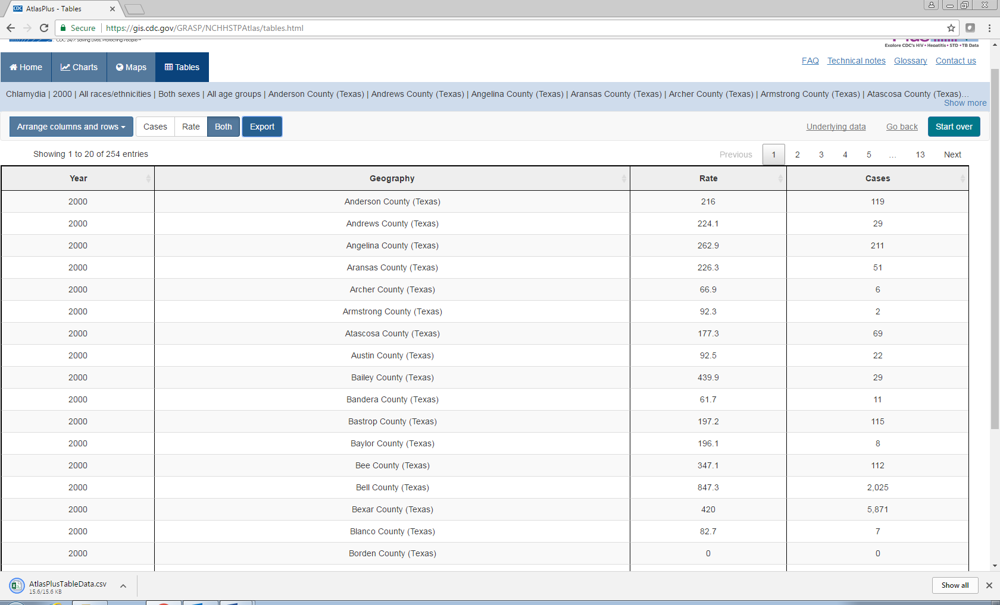 AtlasPlus - Tables
Secure | https://gis.cdc.gov/GRASP/NCHHSTPAtlas/tables.html
CDC 24/7: Saving Lives, Protecting People™
Explore CDC's HIV • Hepatitis • STD • TB Data
Home Charts Maps Tables
FAQ Technical notes Glossary Contact us
Chlamydia | 2000 | All races/ethnicities | Both sexes | All age groups | Anderson County (Texas) | Andrews County (Texas) | Angelina County (Texas) | Aransas County (Texas) | Archer County (Texas) | Armstrong County (Texas) | Atascosa County (Texas)...
Show more
Arrange columns and rows Cases Rate Both Export Underlying data Go back Start over
Showing 1 to 20 of 254 entries Previous 1 2 3 4 5 ... 13 Next
Year Geography Rate Cases
2000 Anderson County (Texas) 216 119
2000 Andrews County (Texas) 224.1 29
2000 Angelina County (Texas) 262.9 211
2000 Aransas County (Texas) 226.3 51
2000 Archer County (Texas) 66.9 6
2000 Armstrong County (Texas) 92.3 2
2000 Atascosa County (Texas) 177.3 69
2000 Austin County (Texas) 92.5 22
2000 Bailey County (Texas) 439.9 29
2000 Bandera County (Texas) 61.7 11
2000 Bastrop County (Texas) 197.2 115
2000 Baylor County (Texas) 196.1 8
2000 Bee County (Texas) 347.1 112
2000 Bell County (Texas) 847.3 2,025
2000 Bexar County (Texas) 420 5,871
2000 Blanco County (Texas) 82.7 7
2000 Borden County (Texas) 0 0
AtlasPlusTableData.csv
15.6/15.6 KB
Show all